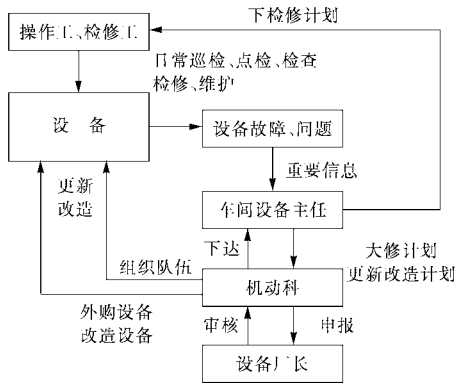 下检修计划
操作工、检修工
日常巡检、点检、检查
检修、维护
设 备
设备故障、问题
更新
改造
重要信息
车间设备主任
下达
大修计划
更新改造计划
组织队伍
机动科
外购设备
改造设备
审核
申报
设备厂长